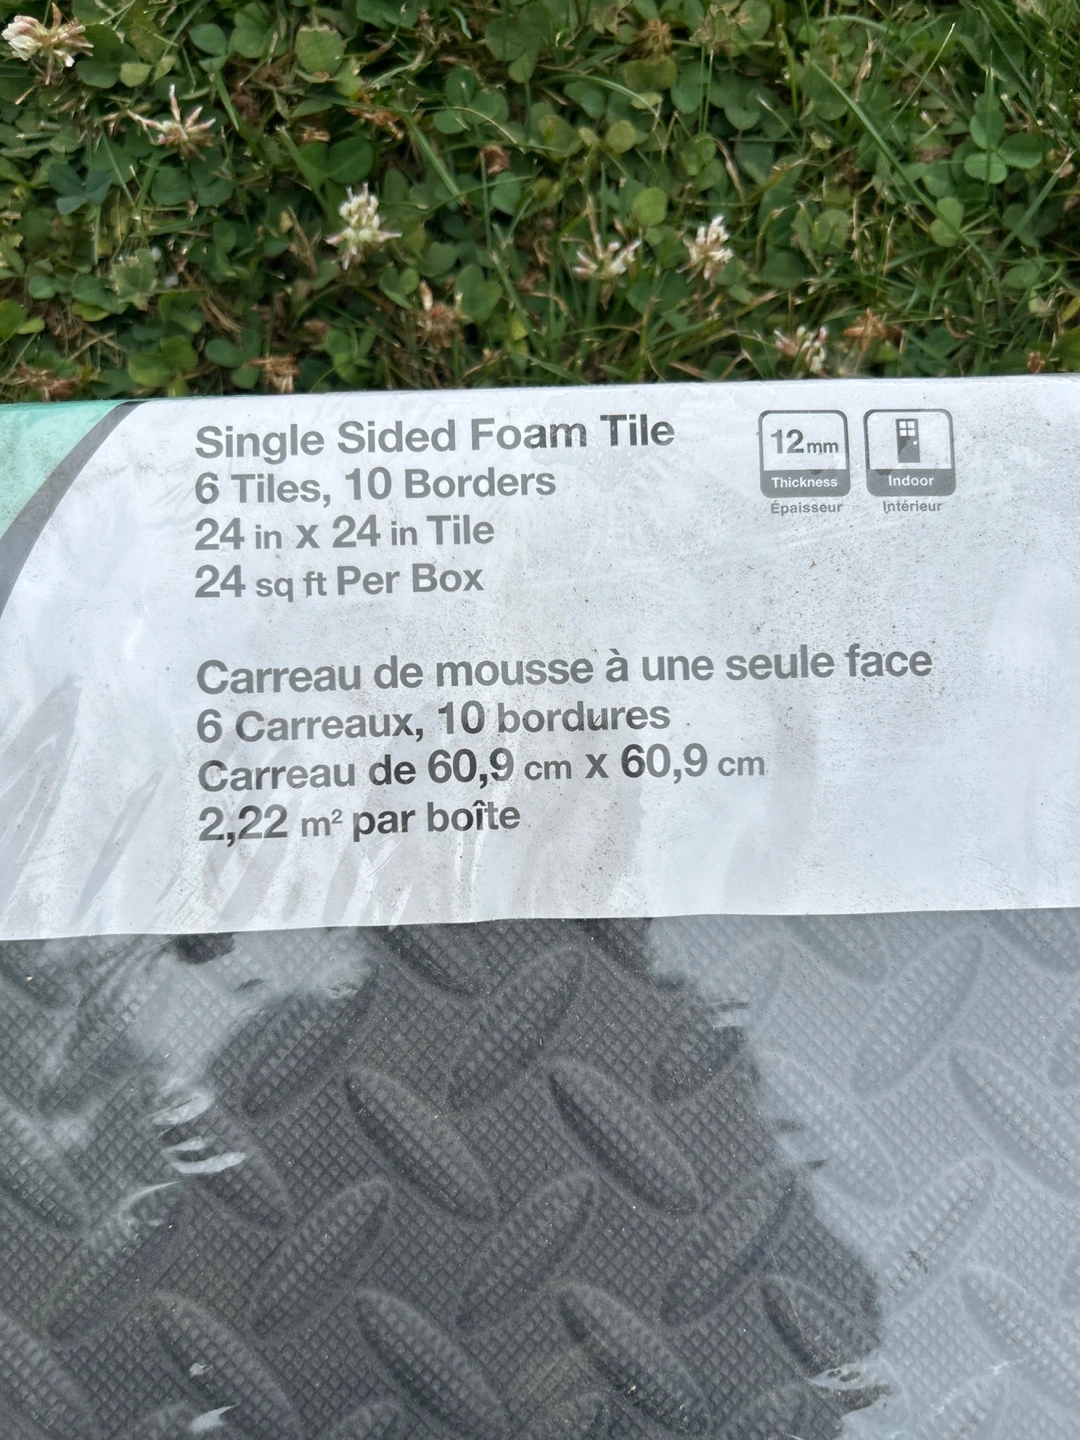 Single Sided Foam Tile
6 Tiles, 10 Borders
24 in x 24 in Tile
24 sq ft Per Box
12mm
Thickness
Épaisseur
Indoor
Intérieur
Carreau de mousse à une seule face
6 Carreaux, 10 bordures
Carreau de 60,9 cm x 60,9 cm
2,22 m² par boîte